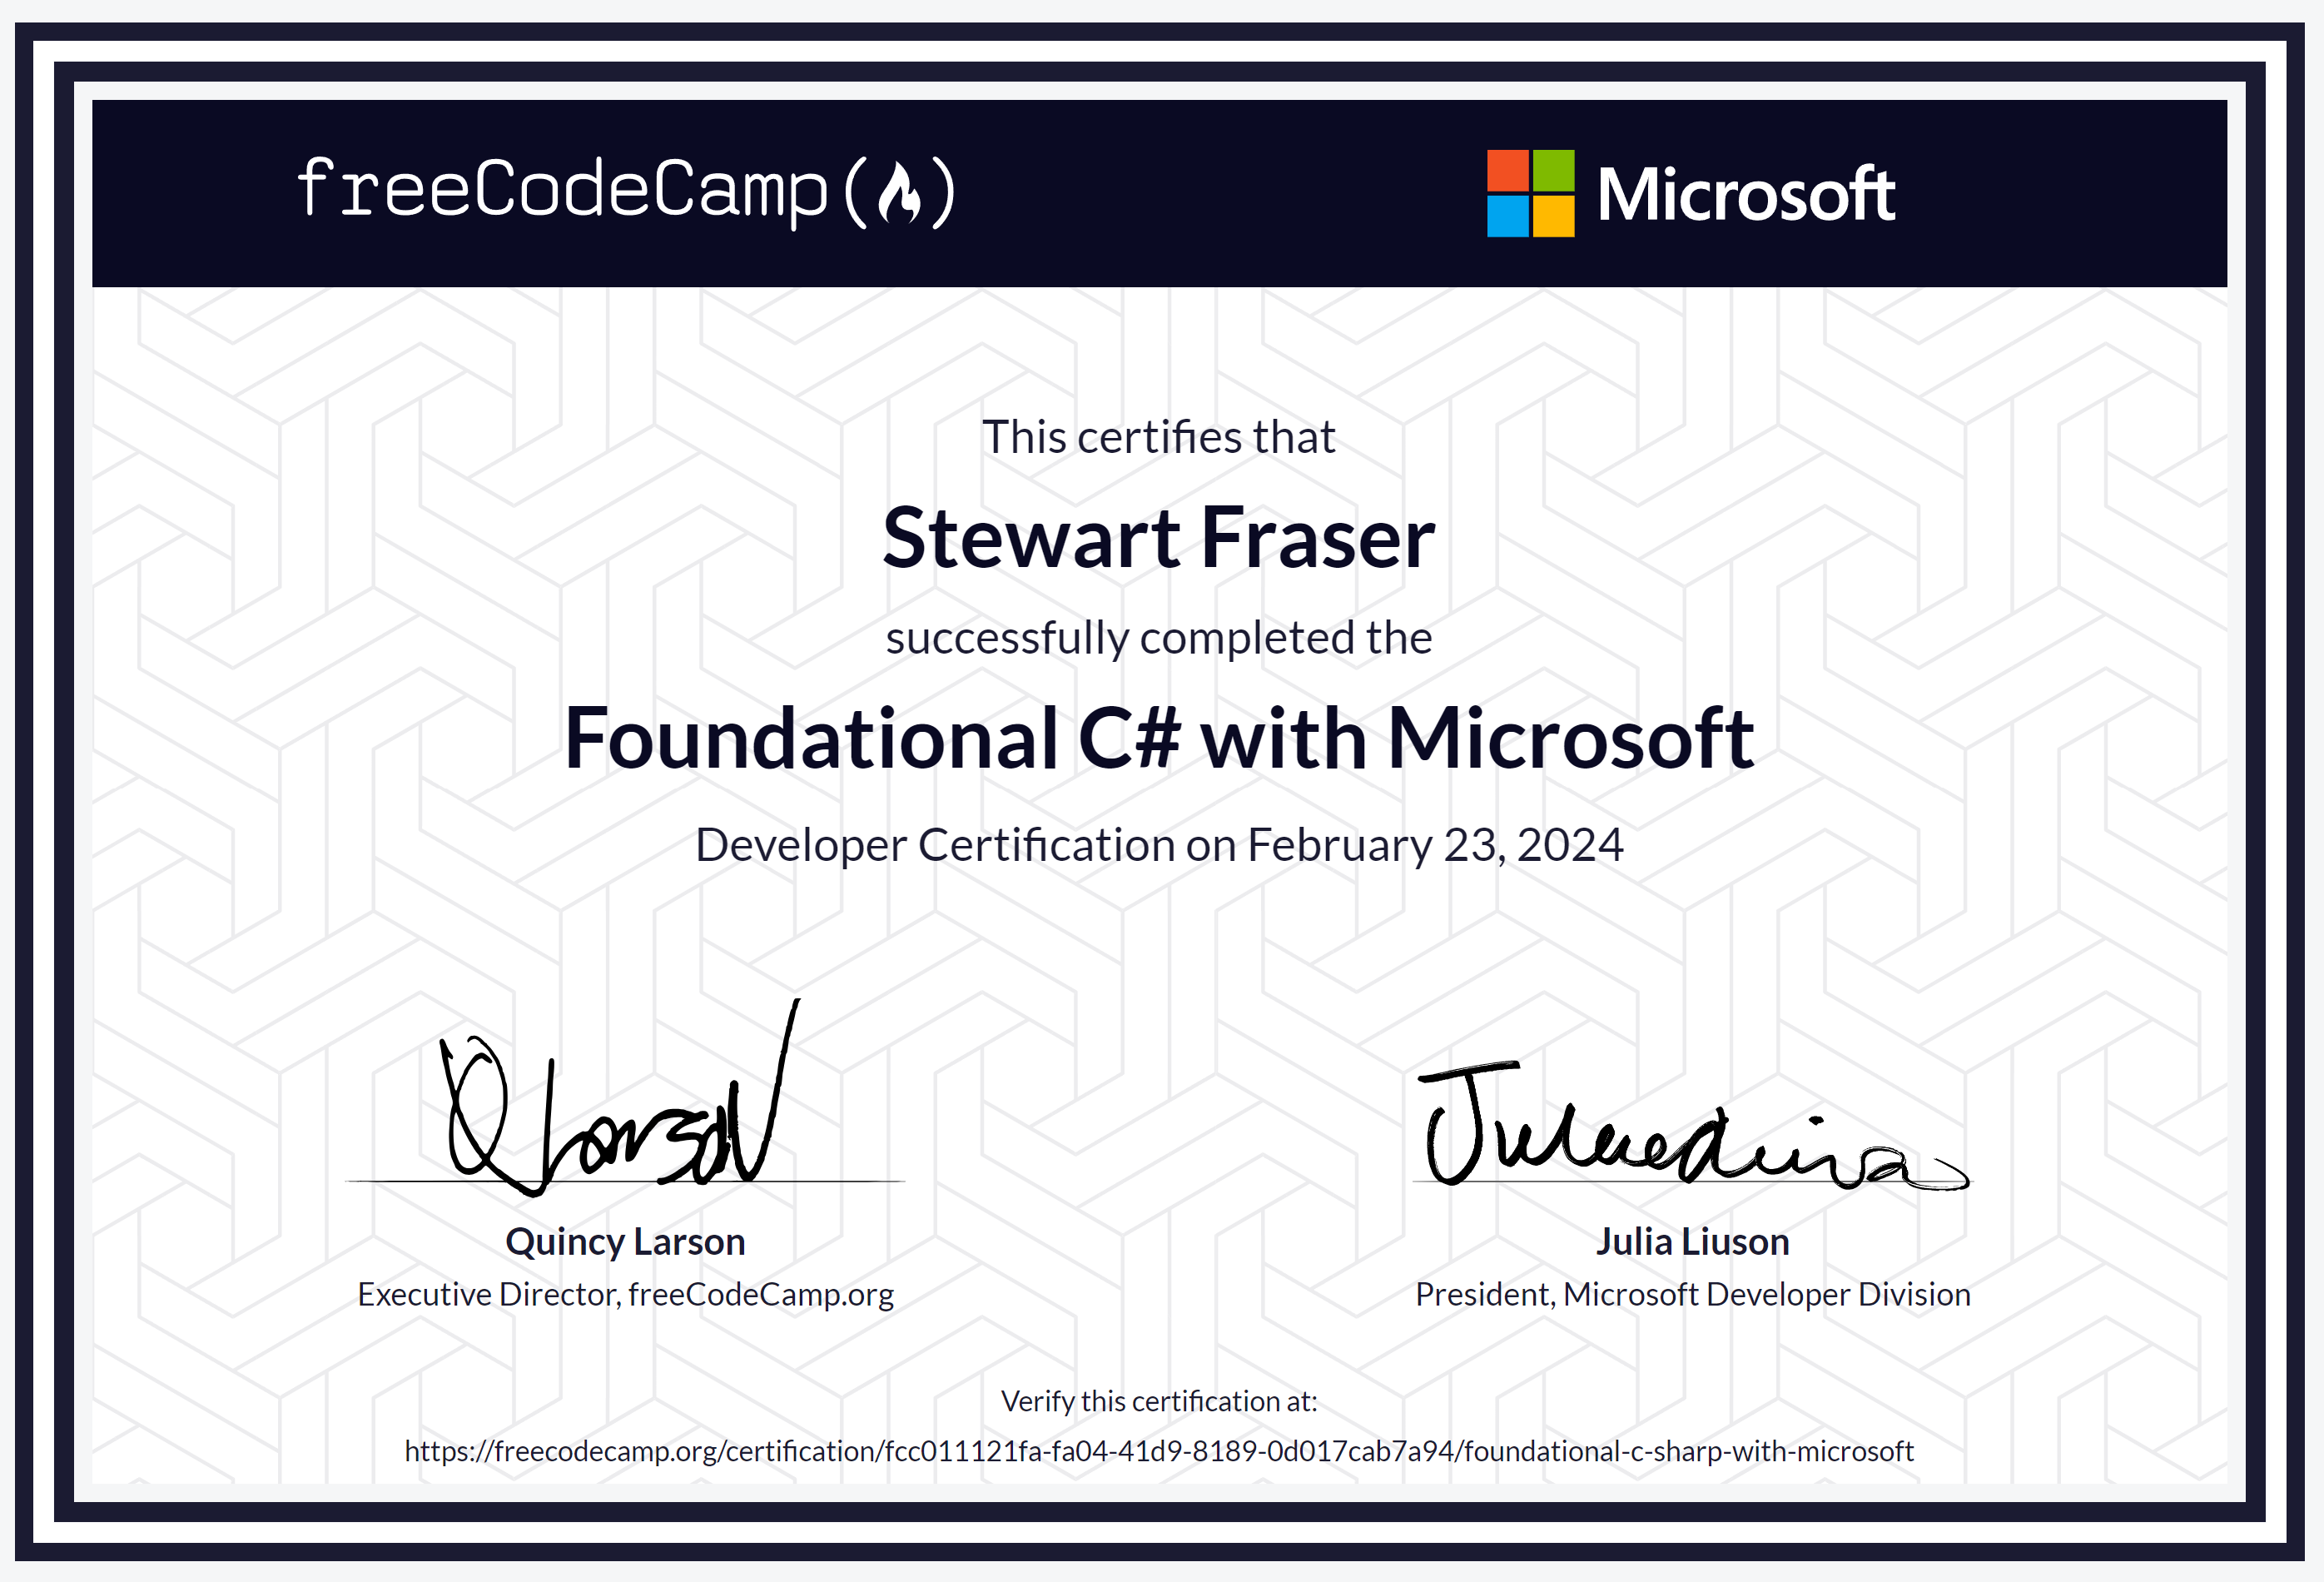 freeCodeCamp(🔥)
Microsoft
This certifies that
Stewart Fraser
successfully completed the
Foundational C# with Microsoft
Developer Certification on February 23, 2024
Quincy Larson
Executive Director, freeCodeCamp.org
Julia Liuson
President, Microsoft Developer Division
Verify this certification at:
https://freecodecamp.org/certification/fcc011121fa-fa04-41d9-8189-0d017cab7a94/foundational-c-sharp-with-microsoft